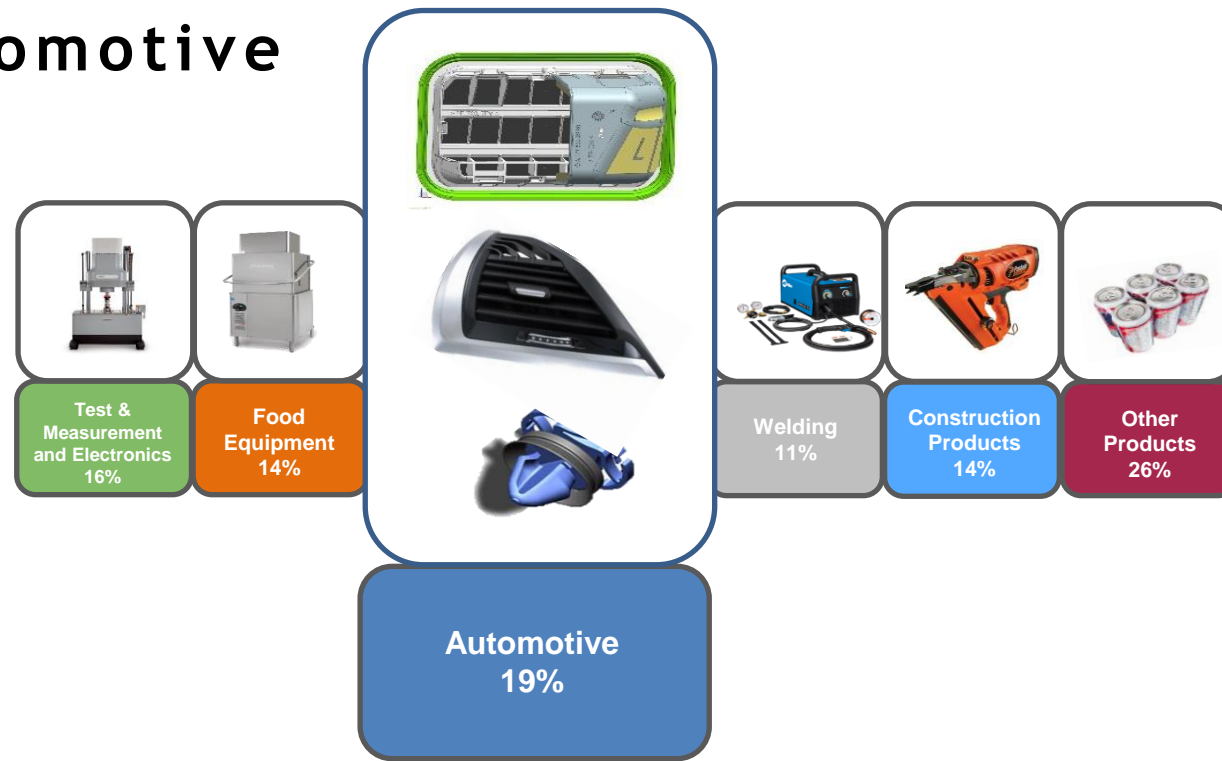 omotive
Test &
Measurement
and Electronics
16%
Food
Equipment
14%
Automotive
19%
Welding
11%
Construction
Products
14%
Other
Products
26%